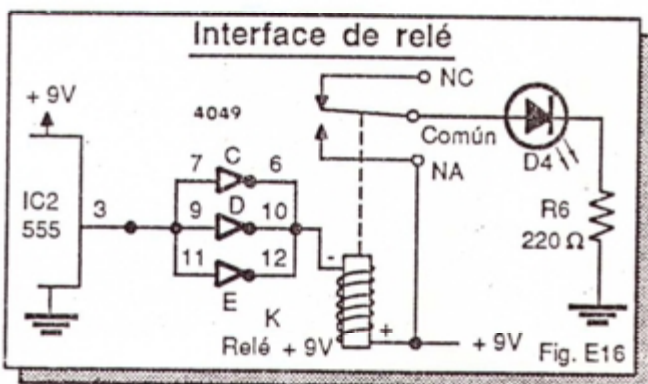 Interface de relé
NC
+ 9V
4049
Común
D4
7 C 6
NA
IC2
555
3
9 D 10
R6
220 Ω
11 12
E
-
K
Relé + 9V
+
+ 9V
Fig. E16